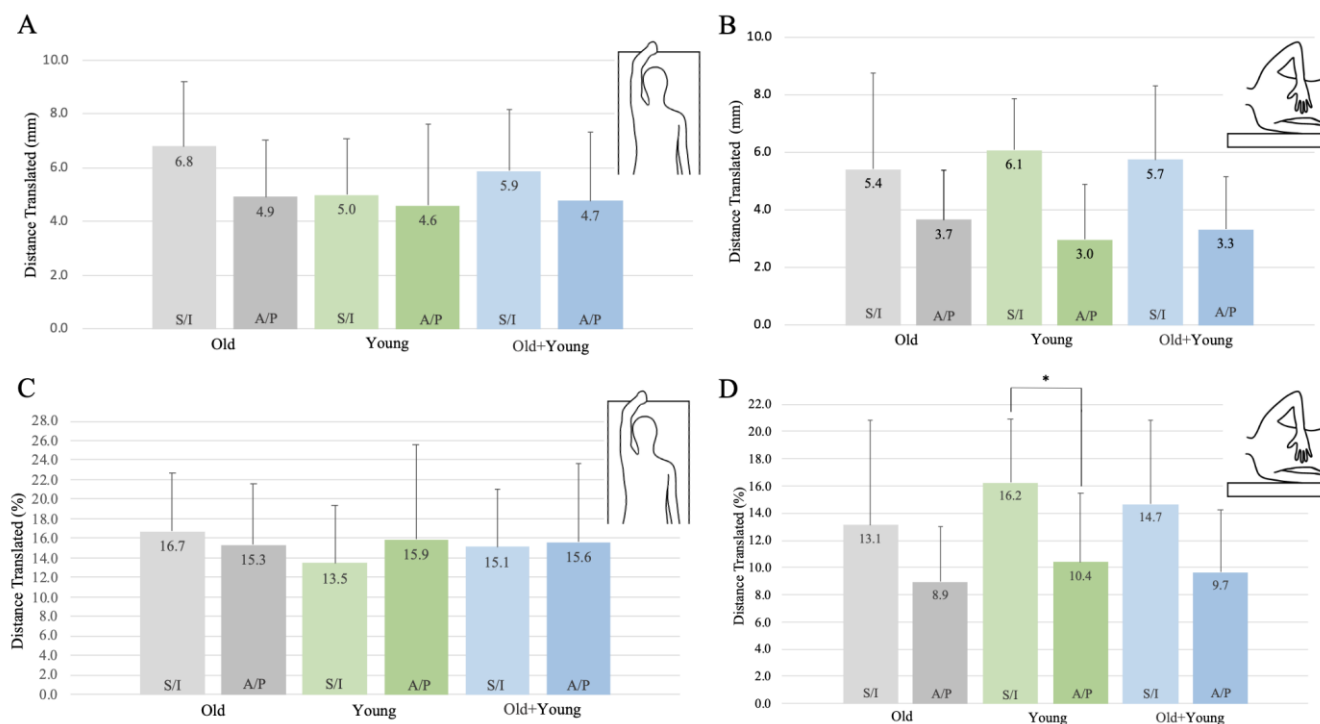 A
Distance Translated (mm)
10.0
8.0
6.0
4.0
2.0
0.0
6.8
4.9
5.0
4.6
5.9
4.7
S/I
A/P
S/I
A/P
S/I
A/P
Old
Young
Old+Young
B
Distance Translated (mm)
10.0
8.0
6.0
4.0
2.0
0.0
5.4
3.7
6.1
3.0
5.7
3.3
S/I
A/P
S/I
A/P
S/I
A/P
Old
Young
Old+Young
C
Distance Translated (%)
28.0
26.0
24.0
22.0
20.0
18.0
16.0
14.0
12.0
10.0
8.0
6.0
4.0
2.0
0.0
16.7
15.3
13.5
15.9
15.1
15.6
S/I
A/P
S/I
A/P
S/I
A/P
Old
Young
Old+Young
D
Distance Translated (%)
22.0
20.0
18.0
16.0
14.0
12.0
10.0
8.0
6.0
4.0
2.0
0.0
*
13.1
8.9
16.2
10.4
14.7
9.7
S/I
A/P
S/I
A/P
S/I
A/P
Old
Young
Old+Young